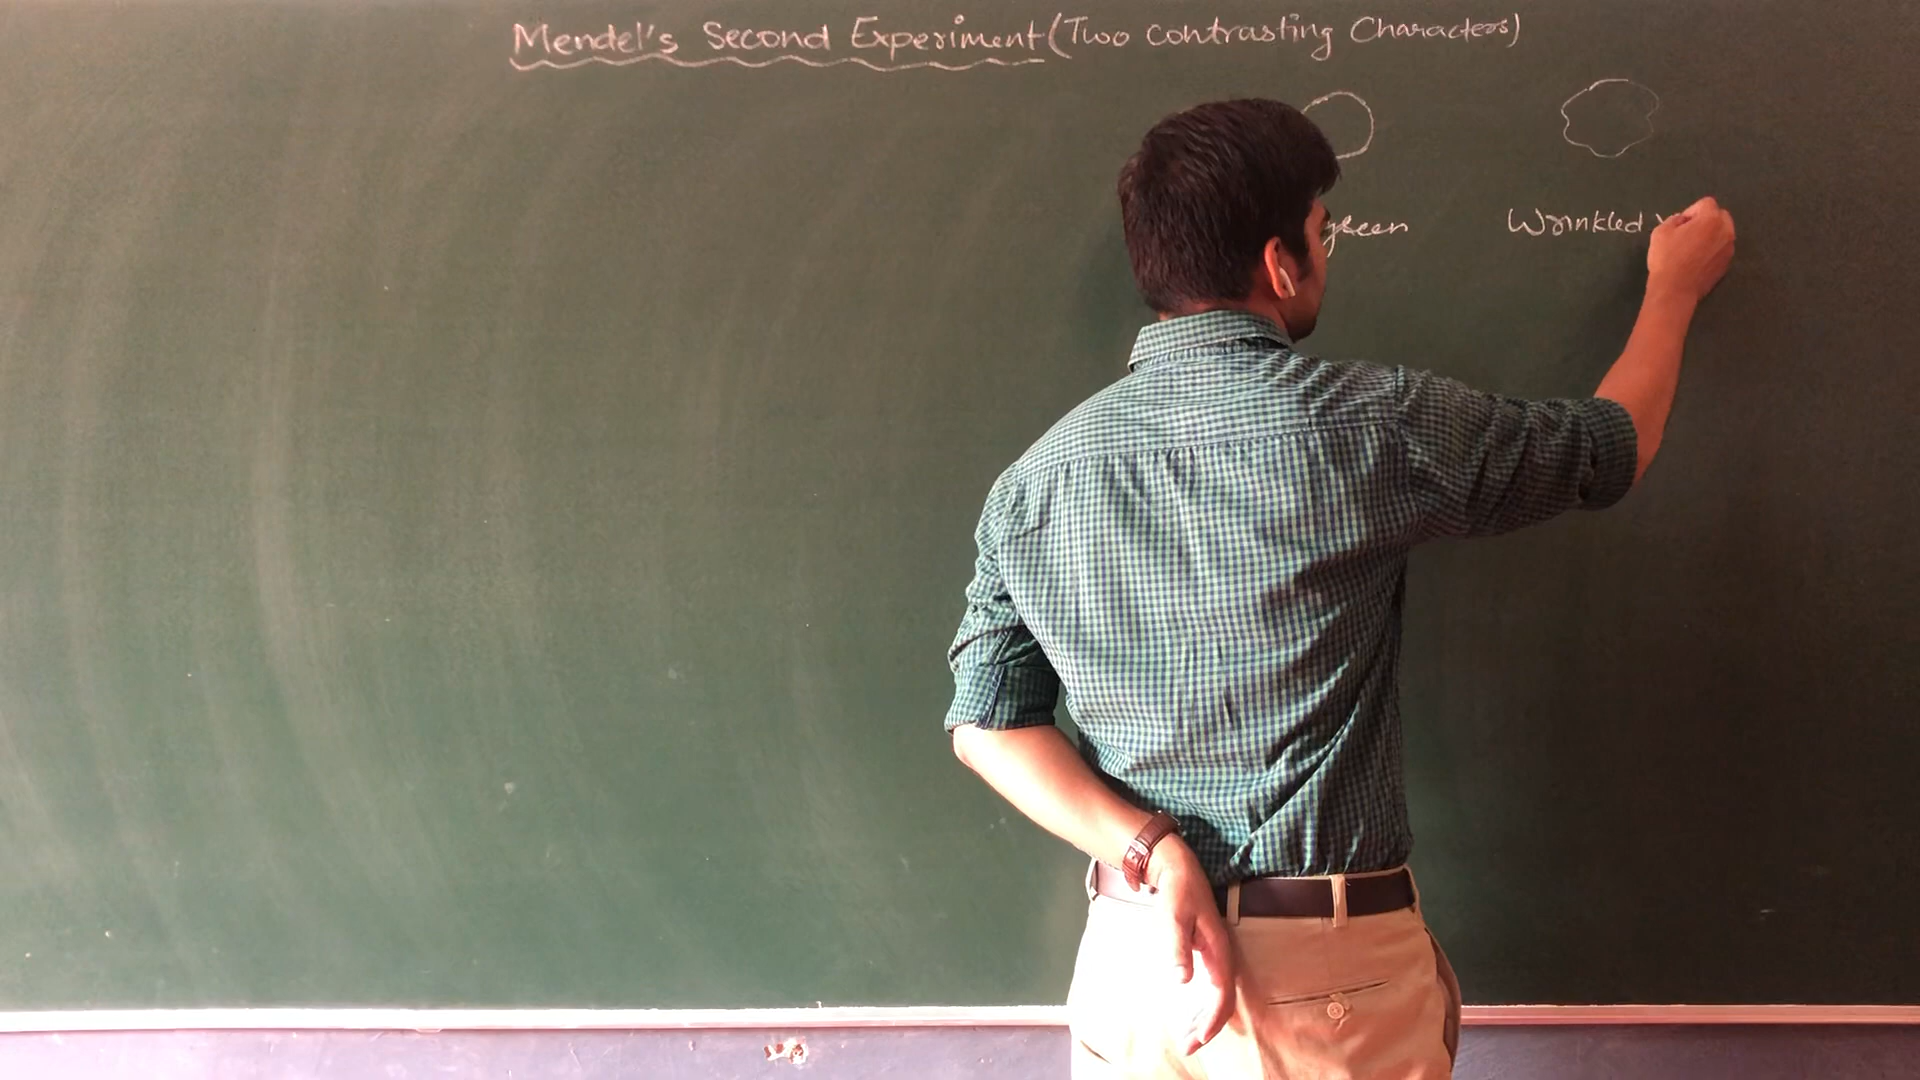 Mendel's Second Experiment (Two contrasting Characters)
green
Wrinkled